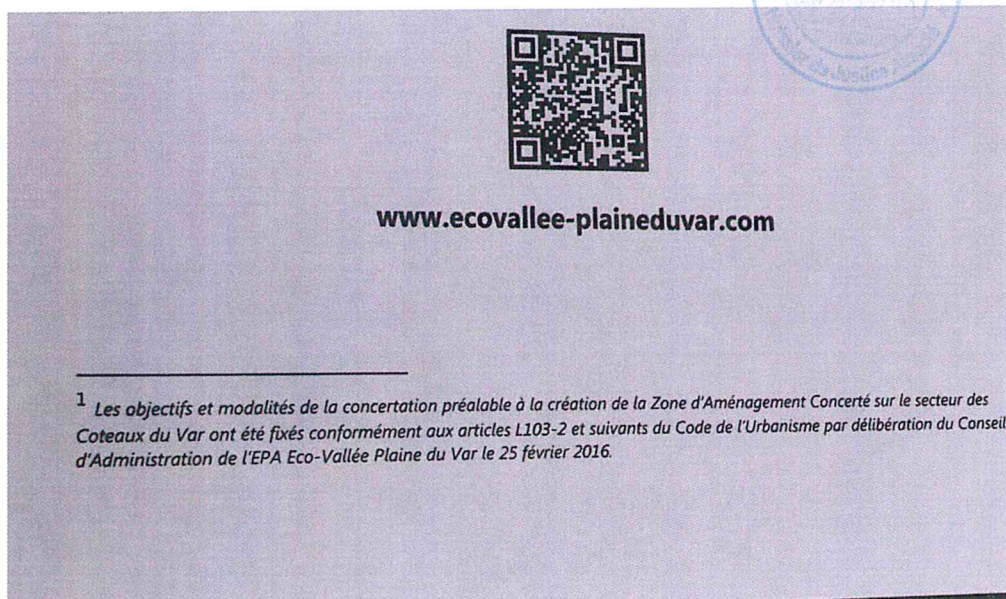 de Justice
www.ecovallee-plaineduvar.com
1 Les objectifs et modalités de la concertation préalable à la création de la Zone d'Aménagement Concerté sur le secteur des
Coteaux du Var ont été fixés conformément aux articles L103-2 et suivants du Code de l'Urbanisme par délibération du Conseil
d'Administration de l'EPA Eco-Vallée Plaine du Var le 25 février 2016.